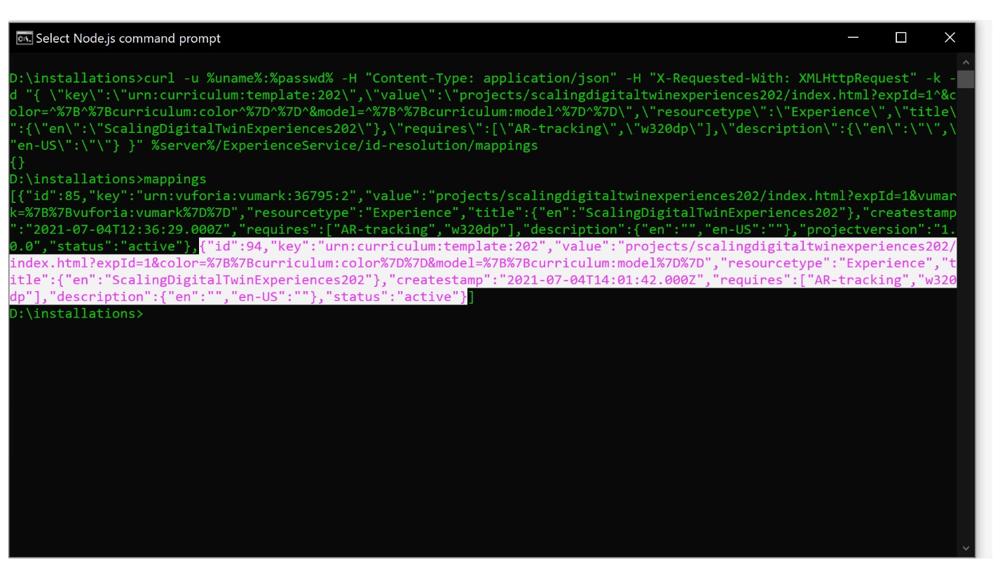 Select Node.js command prompt
D:\installations>curl -u %uname%:%passwd% -H "Content-Type: application/json" -H "X-Requested-With: XMLHttpRequest" -k -
d "{ \"key\":\"urn:curriculum:template:202\",\"value\":\"projects/scalingdigitaltwinexperiences202/index.html?expId=1^&c
olor=^%7B^%7Bcurriculum:color^%7D^%7D^&model=^%7B^%7Bcurriculum:model^%7D^%7D\",\"resourcetype\":\"Experience\",\"title\
":{\"en\":\"ScalingDigitalTwinExperiences202\"},\"requires\":[\"AR-tracking\",\"w320dp\"],\"description\":{\"en\":\"\",\
"en-US\":\"\"} }" %server%/ExperienceService/id-resolution/mappings
{}
D:\installations>mappings
[{"id":85,"key":"urn:vuforia:vumark:36795:2","value":"projects/scalingdigitaltwinexperiences202/index.html?expId=1&vumar
k=%7B%7Bvuforia:vumark%7D%7D","resourcetype":"Experience","title":{"en":"ScalingDigitalTwinExperiences202"},"createstamp
":"2021-07-04T12:36:29.000Z","requires":["AR-tracking","w320dp"],"description":{"en":"","en-US":""},"projectversion":"1.
0.0","status":"active"},{"id":94,"key":"urn:curriculum:template:202","value":"projects/scalingdigitaltwinexperiences202/
index.html?expId=1&color=%7B%7Bcurriculum:color%7D%7D&model=%7B%7Bcurriculum:model%7D%7D","resourcetype":"Experience","t
itle":{"en":"ScalingDigitalTwinExperiences202"},"createstamp":"2021-07-04T14:01:42.000Z","requires":["AR-tracking","w320
dp"],"description":{"en":"","en-US":""},"status":"active"}]
D:\installations>